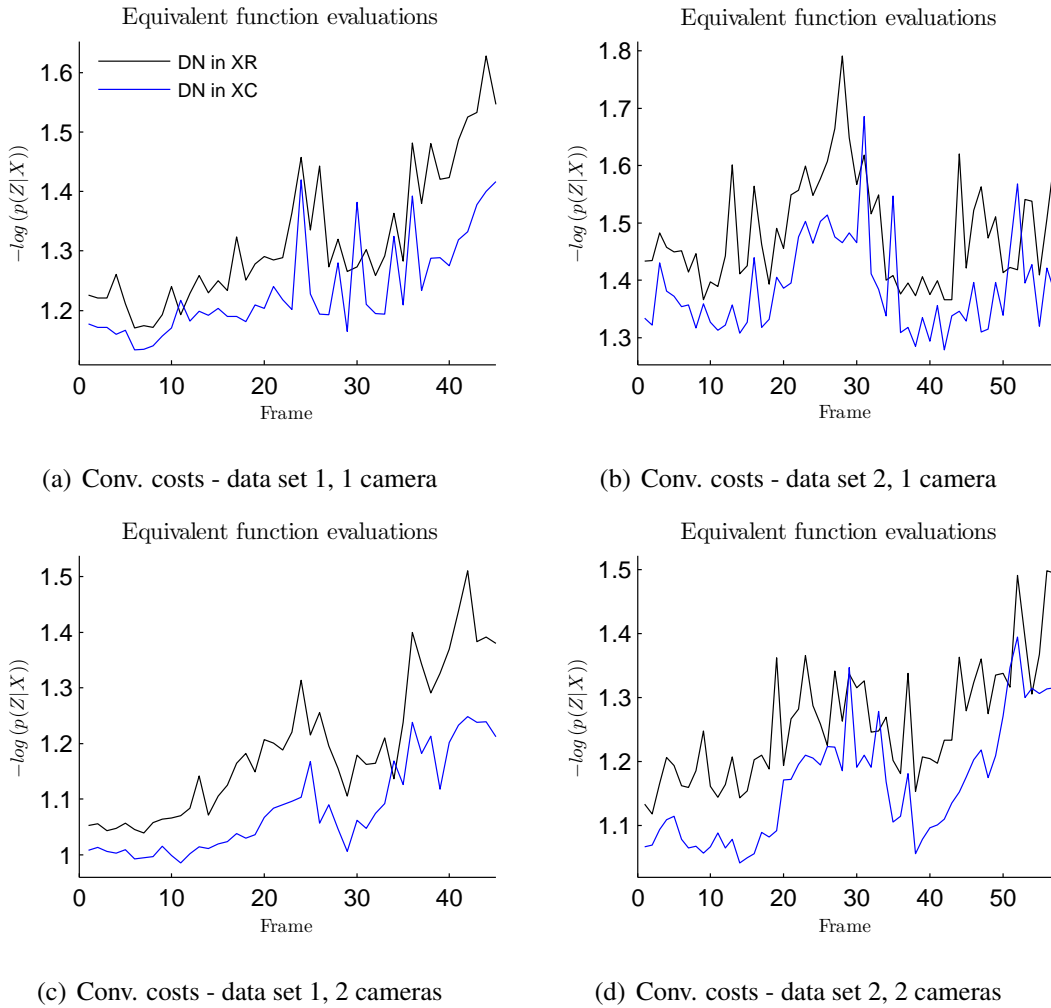 Equivalent function evaluations
1.6
1.5
1.4
1.3
1.2
−log (p(Z|X))
DN in XR
DN in XC
0 10 20 30 40
Frame
(a) Conv. costs - data set 1, 1 camera
Equivalent function evaluations
1.8
1.7
1.6
1.5
1.4
1.3
−log (p(Z|X))
0 10 20 30 40 50
Frame
(b) Conv. costs - data set 2, 1 camera
Equivalent function evaluations
1.5
1.4
1.3
1.2
1.1
1
−log (p(Z|X))
0 10 20 30 40
Frame
(c) Conv. costs - data set 1, 2 cameras
Equivalent function evaluations
1.5
1.4
1.3
1.2
1.1
−log (p(Z|X))
0 10 20 30 40 50
Frame
(d) Conv. costs - data set 2, 2 cameras